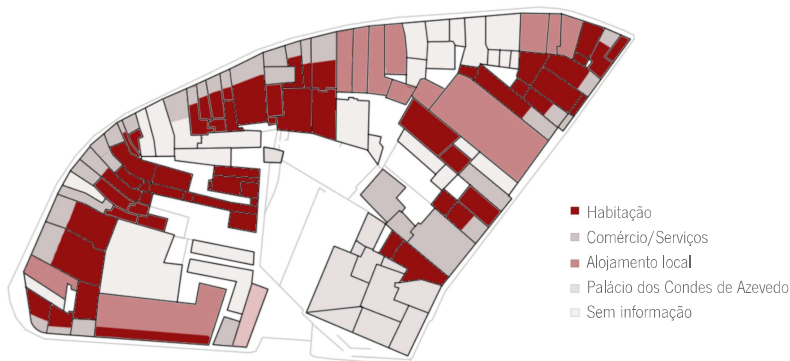 Habitação
Comércio/Serviços
Alojamento local
Palácio dos Condes de Azevedo
Sem informação